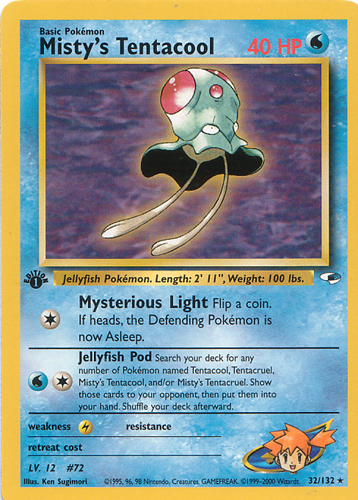 Basic Pokémon
Misty's Tentacool 40 HP
EDITION
1
Jellyfish Pokémon. Length: 2' 11", Weight: 100 lbs.
Mysterious Light Flip a coin.
If heads, the Defending Pokémon is
now Asleep.
Jellyfish Pod Search your deck for any
number of Pokémon named Tentacool, Tentacruel,
Misty's Tentacool, and/or Misty's Tentacruel. Show
those cards to your opponent, then put them into
your hand. Shuffle your deck afterward.
weakness resistance
retreat cost
LV. 12 #72
Illus. Ken Sugimori ©1995, 96, 98 Nintendo, Creatures, GAMEFREAK. ©1999-2000 Wizards. 32/132 ★